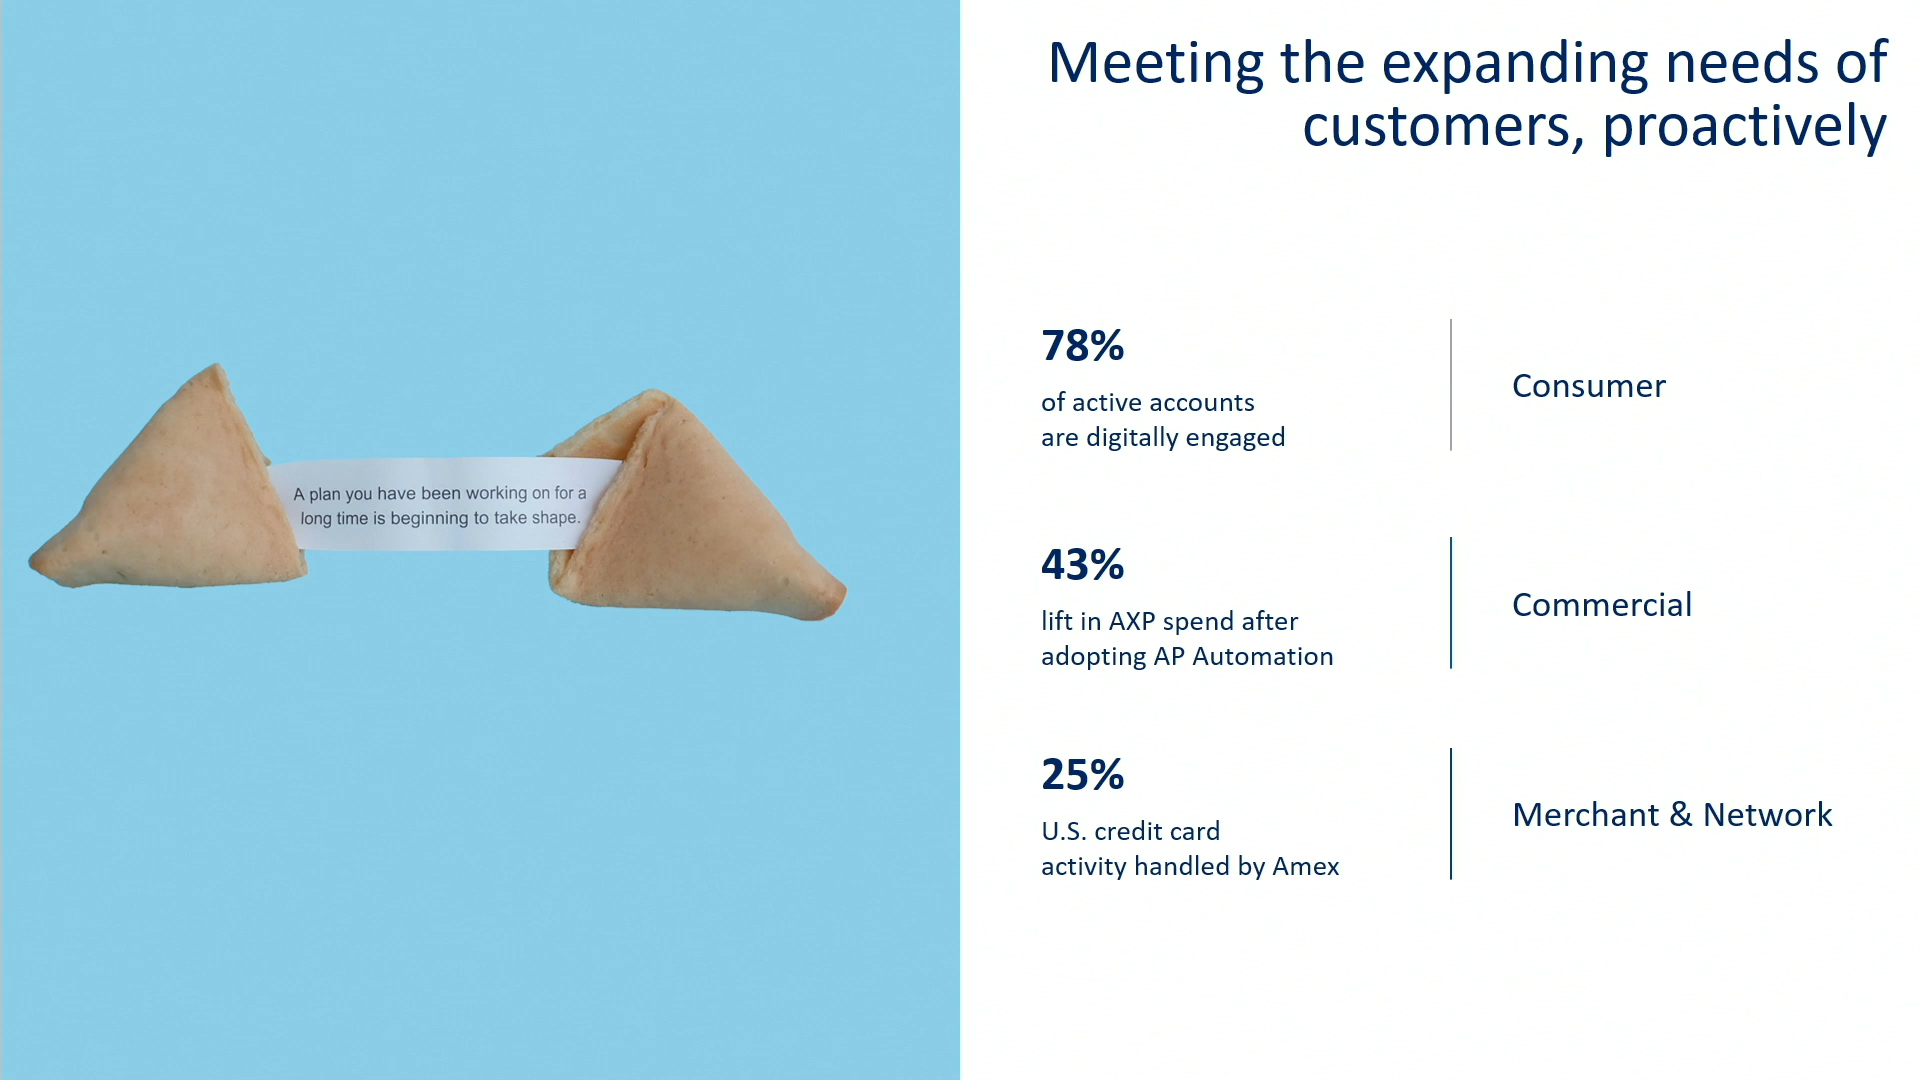 Meeting the expanding needs of
customers, proactively
A plan you have been working on for a
long time is beginning to take shape.
78%
of active accounts
are digitally engaged
Consumer
43%
lift in AXP spend after
adopting AP Automation
Commercial
25%
U.S. credit card
activity handled by Amex
Merchant & Network